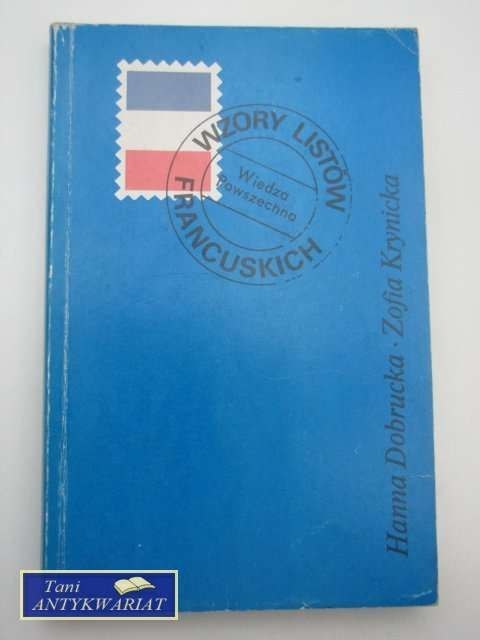 WZORY LISTÓW
FRANCUSKICH
Wiedza
Powszechna
Hanna Dobrucka · Zofia Krynicka
Tani
ANTYKWARIAT